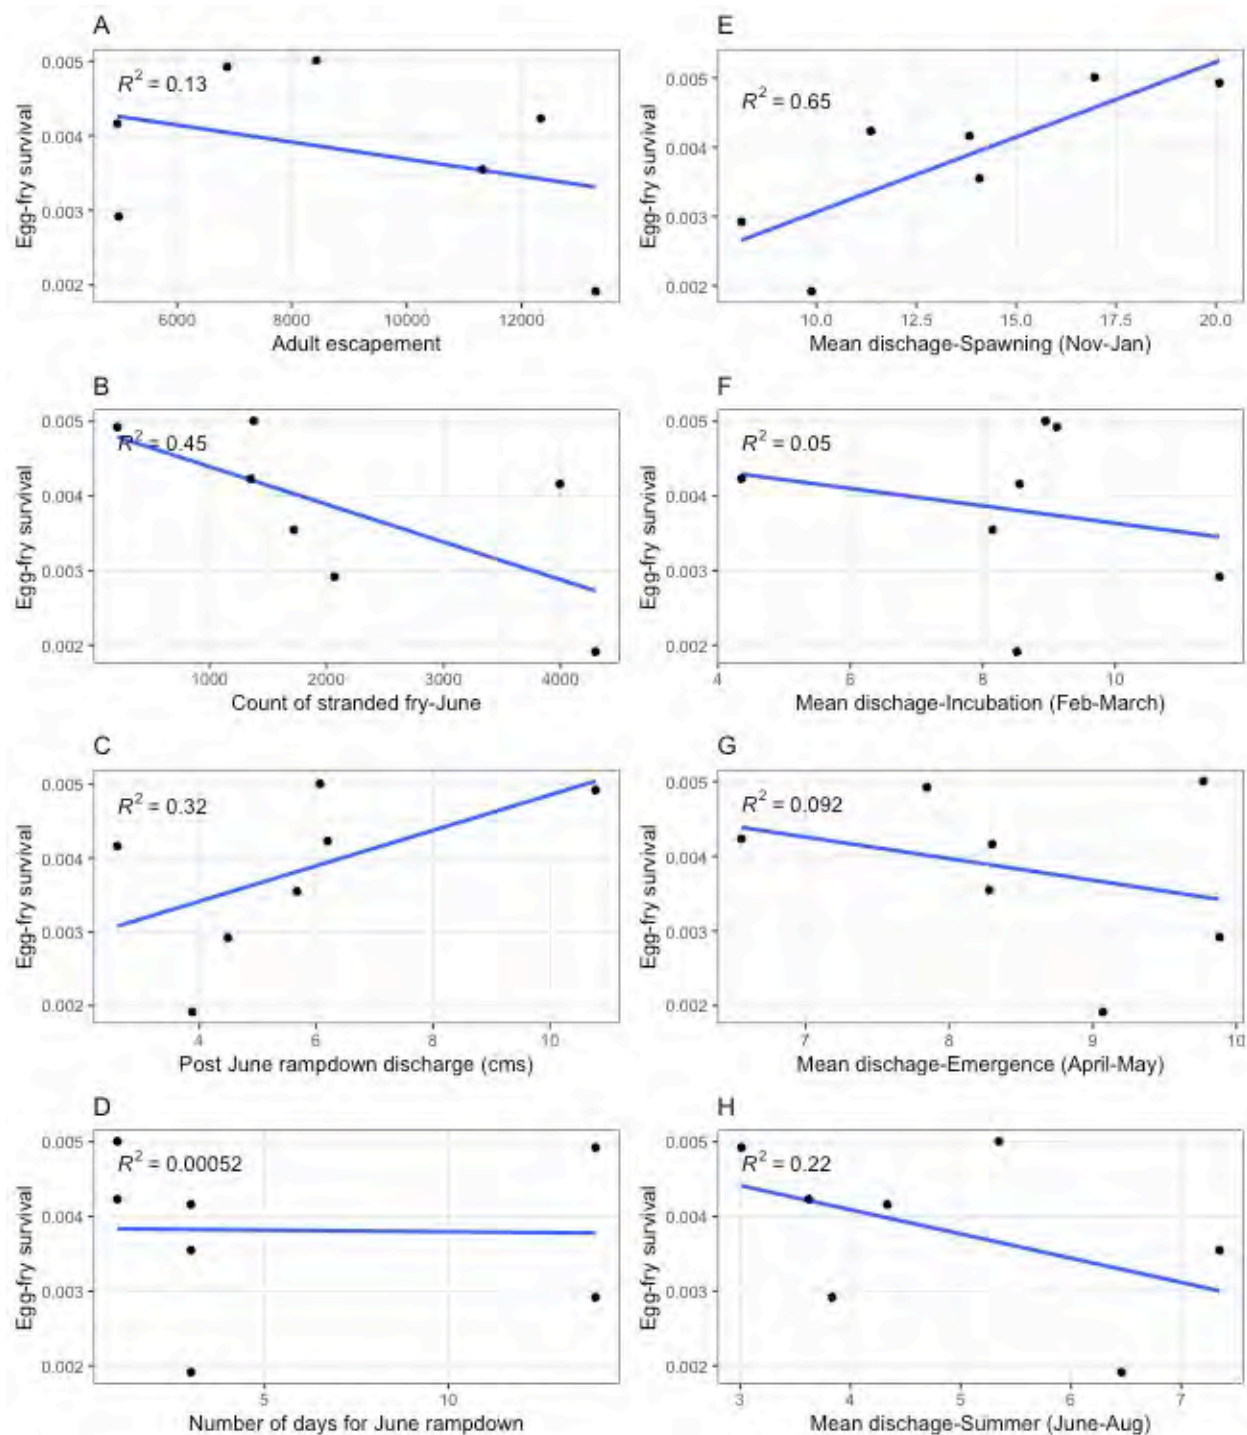 A
R² = 0.13
Egg-fry survival
0.005
0.004
0.003
0.002
6000 8000 10000 12000
Adult escapement
E
R² = 0.65
Egg-fry survival
0.005
0.004
0.003
0.002
10.0 12.5 15.0 17.5 20.0
Mean dischage-Spawning (Nov-Jan)
B
R² = 0.45
Egg-fry survival
0.005
0.004
0.003
0.002
1000 2000 3000 4000
Count of stranded fry-June
F
R² = 0.05
Egg-fry survival
0.005
0.004
0.003
0.002
4 6 8 10
Mean dischage-Incubation (Feb-March)
C
R² = 0.32
Egg-fry survival
0.005
0.004
0.003
0.002
4 6 8 10
Post June rampdown discharge (cms)
G
R² = 0.092
Egg-fry survival
0.005
0.004
0.003
0.002
7 8 9 10
Mean dischage-Emergence (April-May)
D
R² = 0.00052
Egg-fry survival
0.005
0.004
0.003
0.002
5 10
Number of days for June rampdown
H
R² = 0.22
Egg-fry survival
0.005
0.004
0.003
0.002
3 4 5 6 7
Mean dischage-Summer (June-Aug)